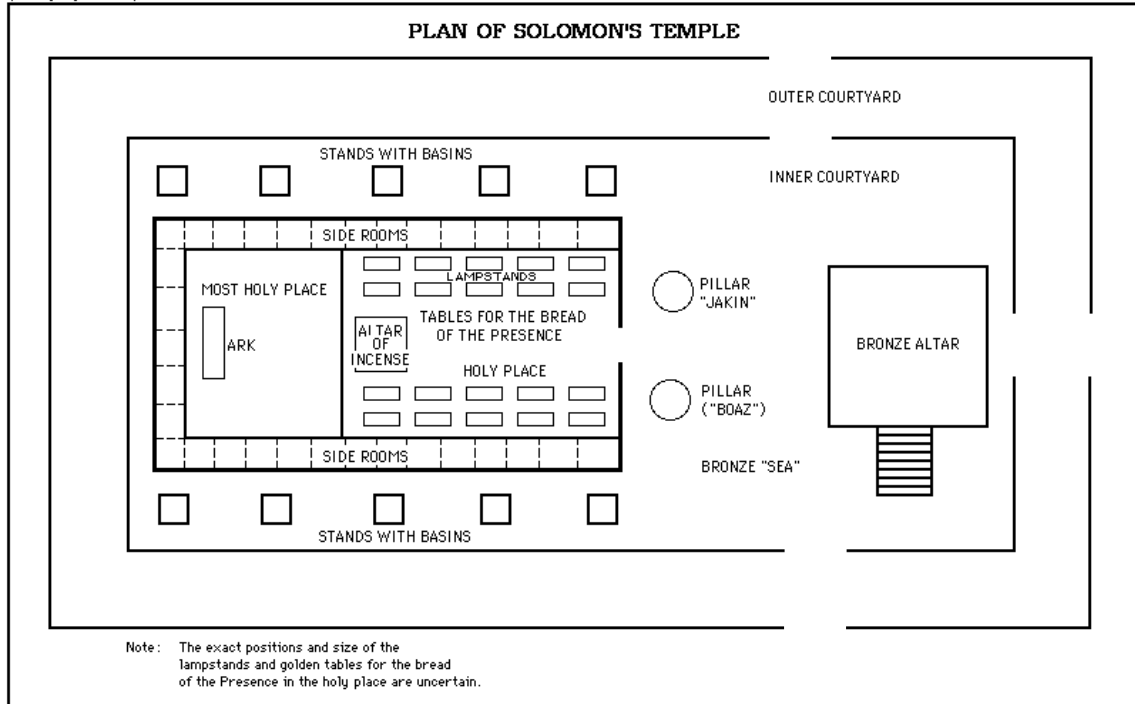 PLAN OF SOLOMON'S TEMPLE
OUTER COURTYARD
STANDS WITH BASINS
INNER COURTYARD
SIDE ROOMS
LAMPSTANDS
MOST HOLY PLACE
ARK
ALTAR
OF
INCENSE
TABLES FOR THE BREAD
OF THE PRESENCE
HOLY PLACE
PILLAR
"JAKIN"
BRONZE ALTAR
PILLAR
("BOAZ")
SIDE ROOMS
BRONZE "SEA"
STANDS WITH BASINS
Note: The exact positions and size of the
lampstands and golden tables for the bread
of the Presence in the holy place are uncertain.